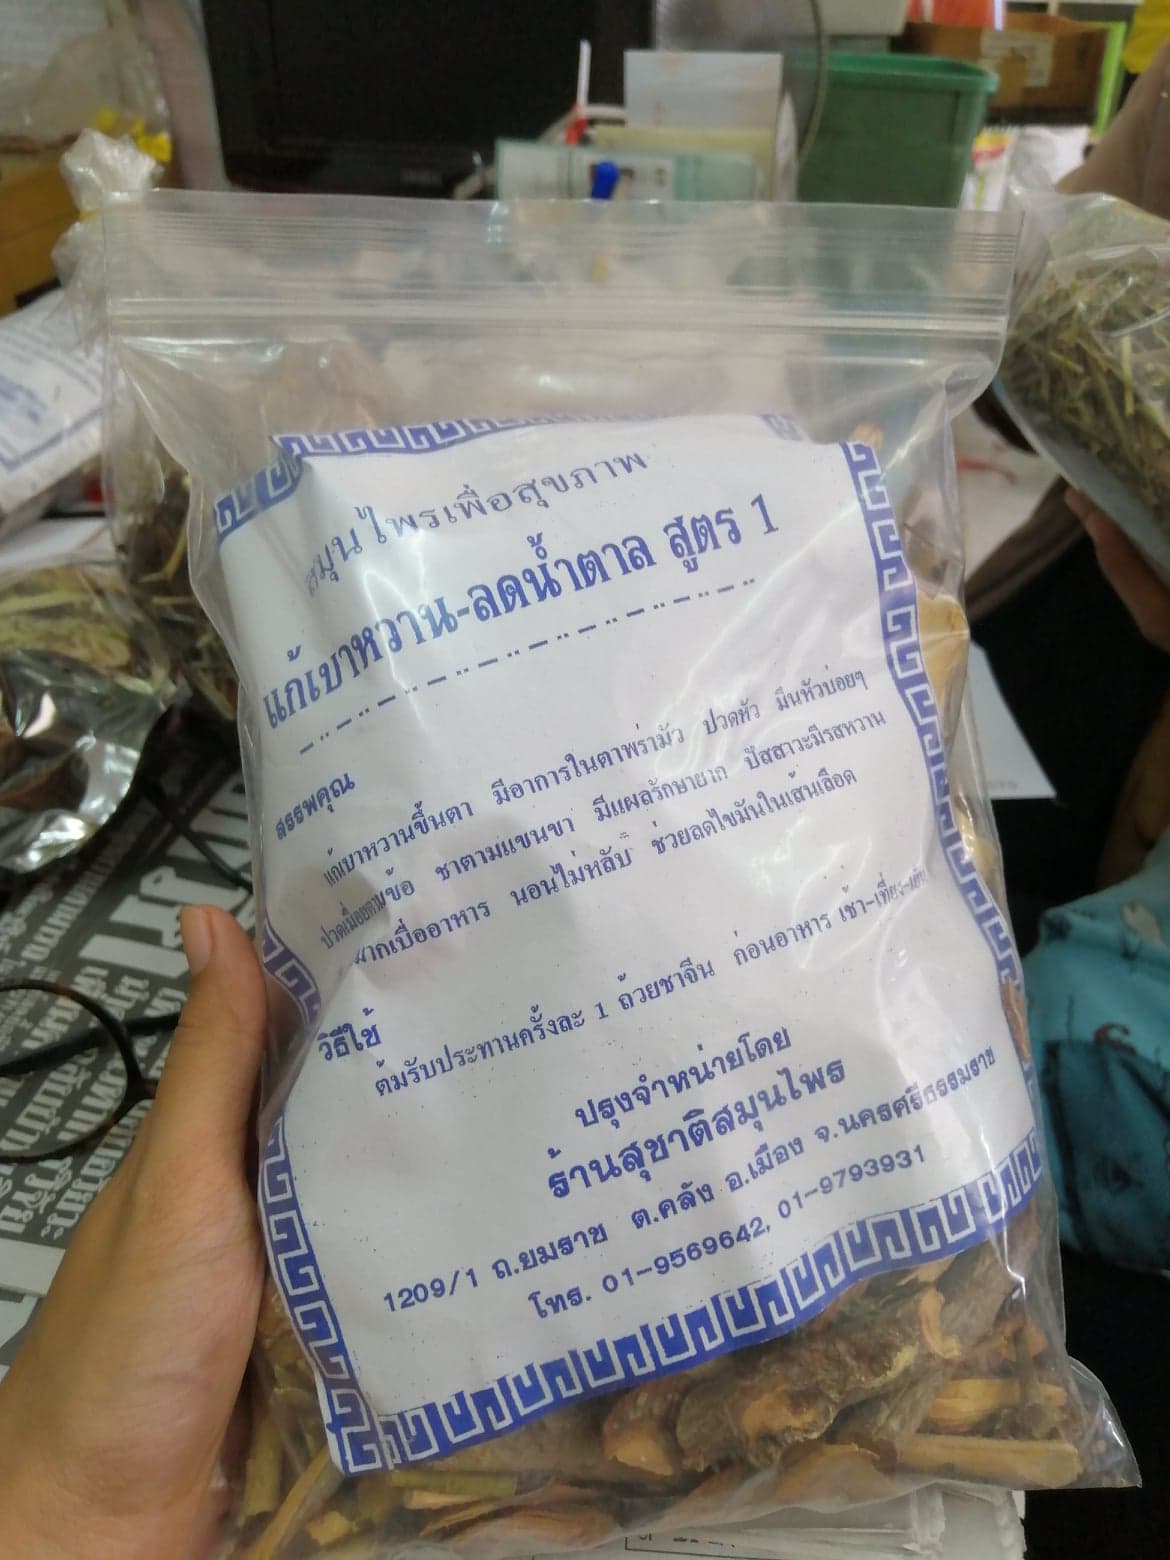 สมุนไพรเพื่อสุขภาพ
แก้เบาหวาน-ลดน้ำตาล สูตร 1
สรรพคุณ
แก้เบาหวานขึ้นตา มีอาการในตาพร่ามัว ปวดหัว มึนหัวบ่อยๆ
ปวดเมื่อยตามข้อ ชาตามแขนขา มีแผลรักษายาก ปัสสาวะมีรสหวาน
มากเบื่ออาหาร นอนไม่หลับ ช่วยลดไขมันในเส้นเลือด
วิธีใช้
ต้มรับประทานครั้งละ 1 ถ้วยชาจีน ก่อนอาหาร เช้า-เที่ยง-เย็น
ปรุงจำหน่ายโดย
ร้านสุชาติสมุนไพร
1209/1 ถ.ยมราช ต.คลัง อ.เมือง จ.นครศรีธรรมราช
โทร. 01-9569642, 01-9793931